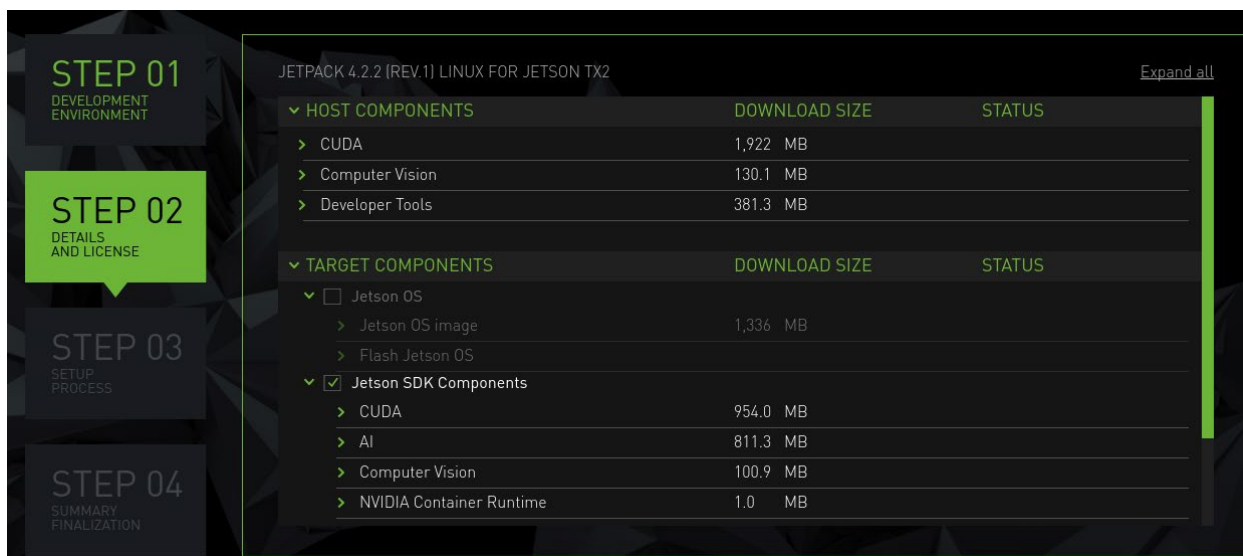 STEP 01
DEVELOPMENT
ENVIRONMENT
STEP 02
DETAILS
AND LICENSE
STEP 03
SETUP
PROCESS
STEP 04
SUMMARY
FINALIZATION
JETPACK 4.2.2 (REV.1) LINUX FOR JETSON TX2 Expand all
HOST COMPONENTS DOWNLOAD SIZE STATUS
CUDA 1,922 MB
Computer Vision 130.1 MB
Developer Tools 381.3 MB
TARGET COMPONENTS DOWNLOAD SIZE STATUS
Jetson OS
Jetson OS image 1,336 MB
Flash Jetson OS
Jetson SDK Components
CUDA 954.0 MB
AI 811.3 MB
Computer Vision 100.9 MB
NVIDIA Container Runtime 1.0 MB